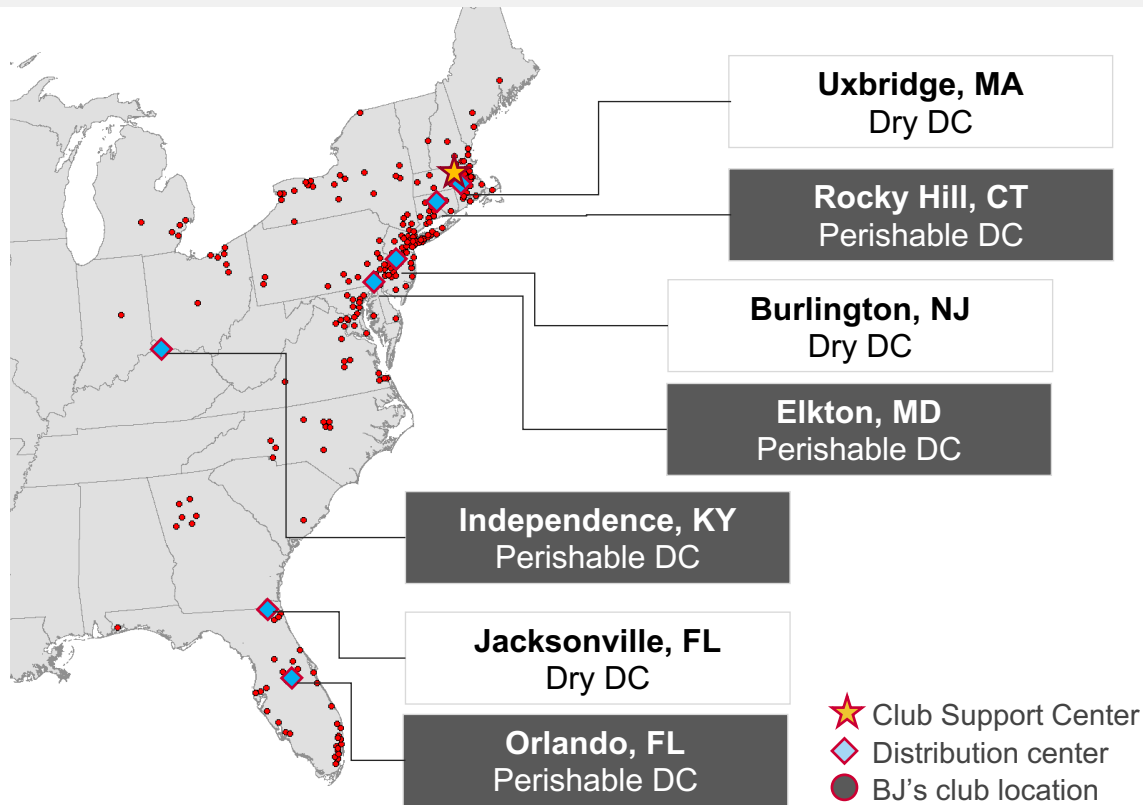 Uxbridge, MA
Dry DC
Rocky Hill, CT
Perishable DC
Burlington, NJ
Dry DC
Elkton, MD
Perishable DC
Independence, KY
Perishable DC
Jacksonville, FL
Dry DC
Orlando, FL
Perishable DC
Club Support Center
Distribution center
BJ’s club location